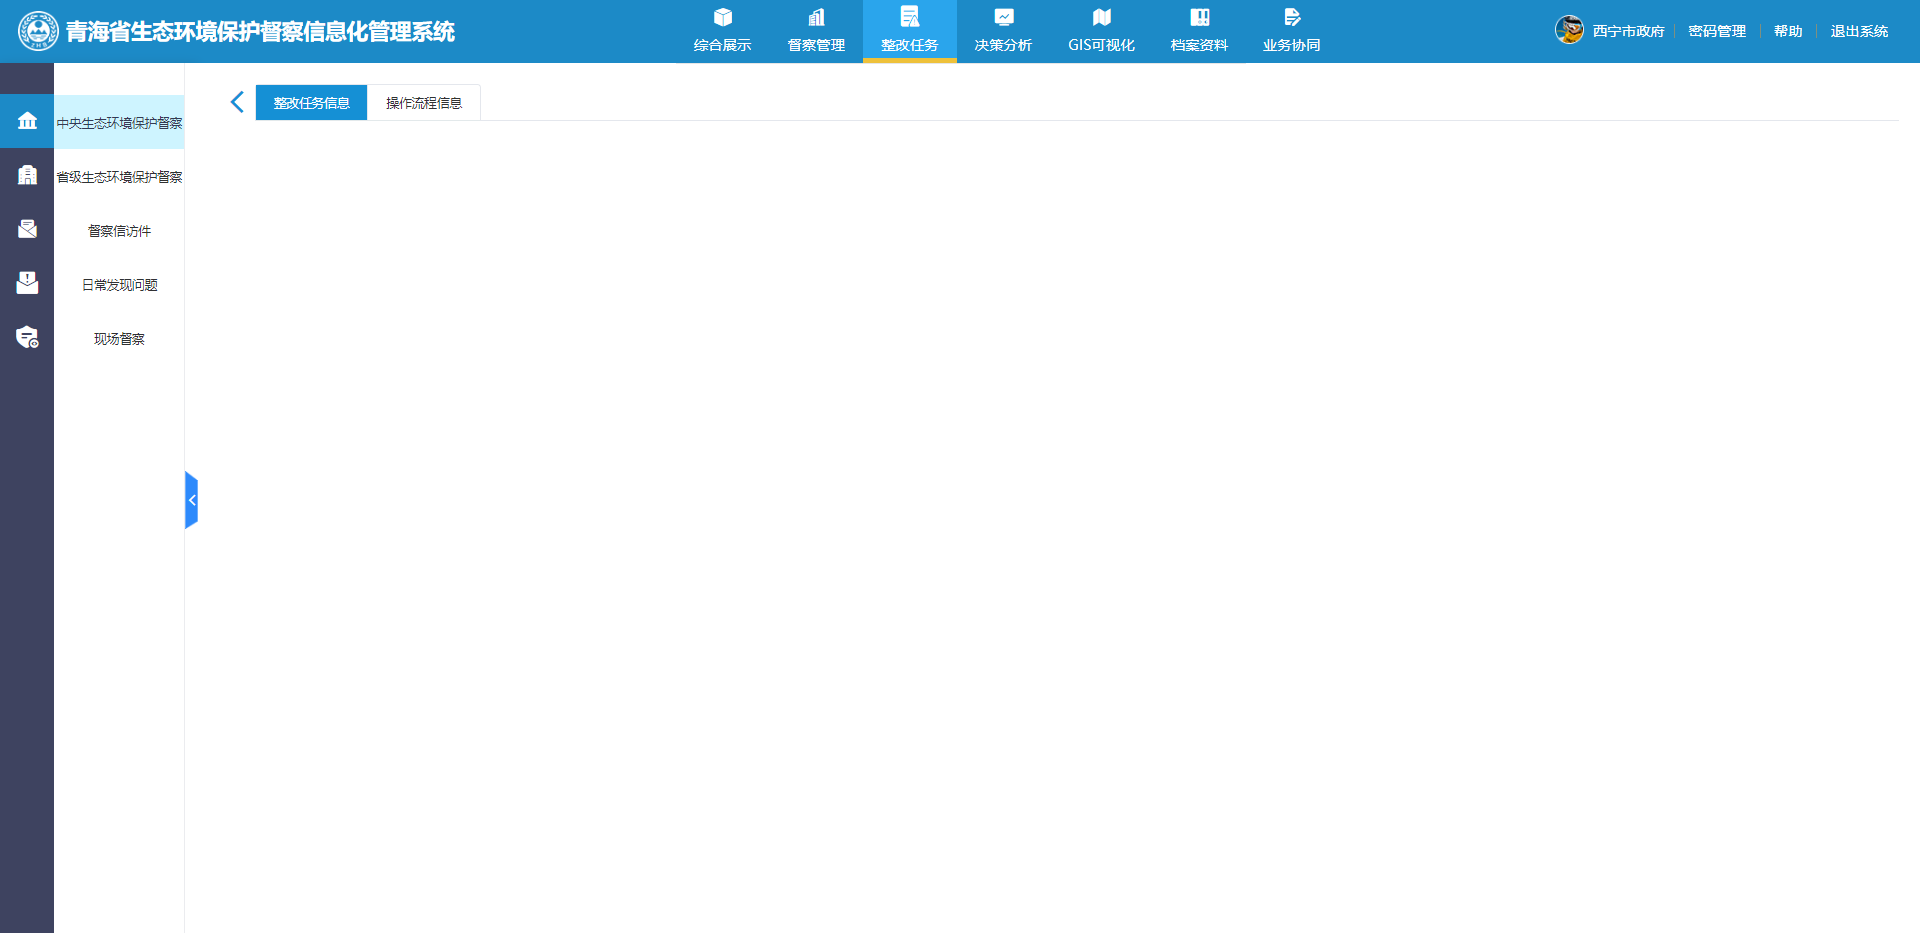 青海省生态环境保护督察信息化管理系统
综合展示
督察管理
整改任务
决策分析
GIS可视化
档案资料
业务协同
西宁市政府
密码管理
帮助
退出系统
中央生态环境保护督察
省级生态环境保护督察
督察信访件
日常发现问题
现场督察
整改任务信息
操作流程信息